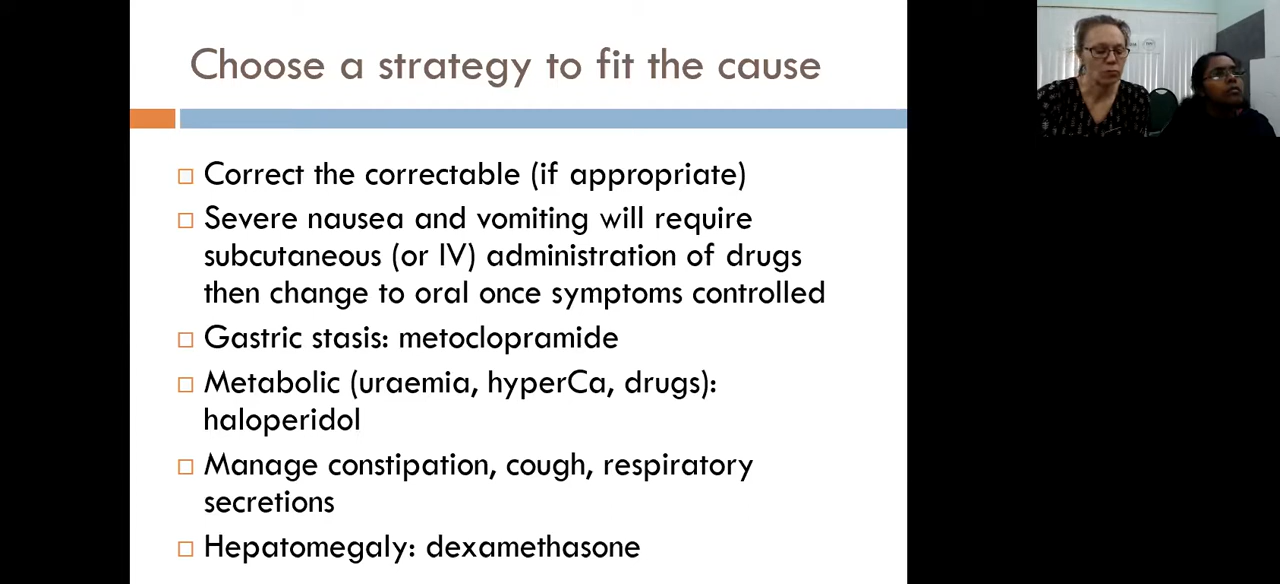 Choose a strategy to fit the cause
Correct the correctable (if appropriate)
Severe nausea and vomiting will require
subcutaneous (or IV) administration of drugs
then change to oral once symptoms controlled
Gastric stasis: metoclopramide
Metabolic (uraemia, hyperCa, drugs):
haloperidol
Manage constipation, cough, respiratory
secretions
Hepatomegaly: dexamethasone